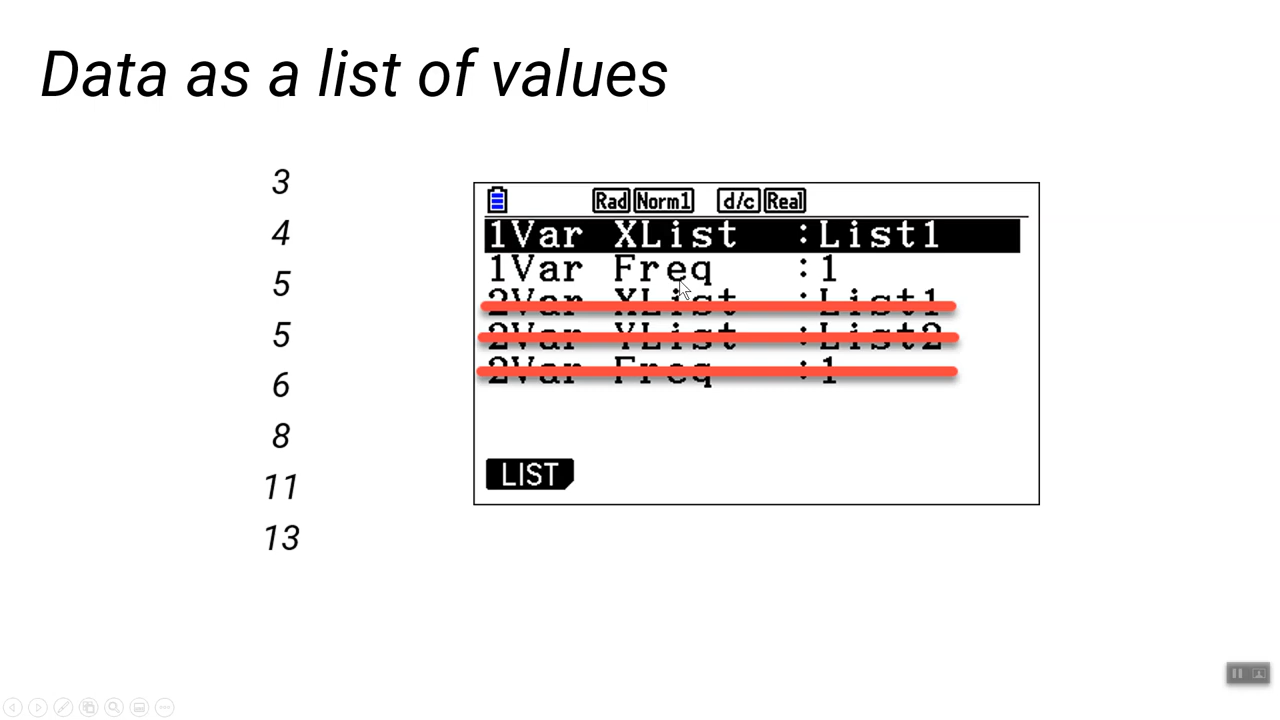 Data as a list of values
3
4
5
5
6
8
11
13
Rad Norm1 d/c Real
1Var XList :List1
1Var Freq :1
2Var XList :List1
2Var YList :List2
2Var Freq :1
LIST